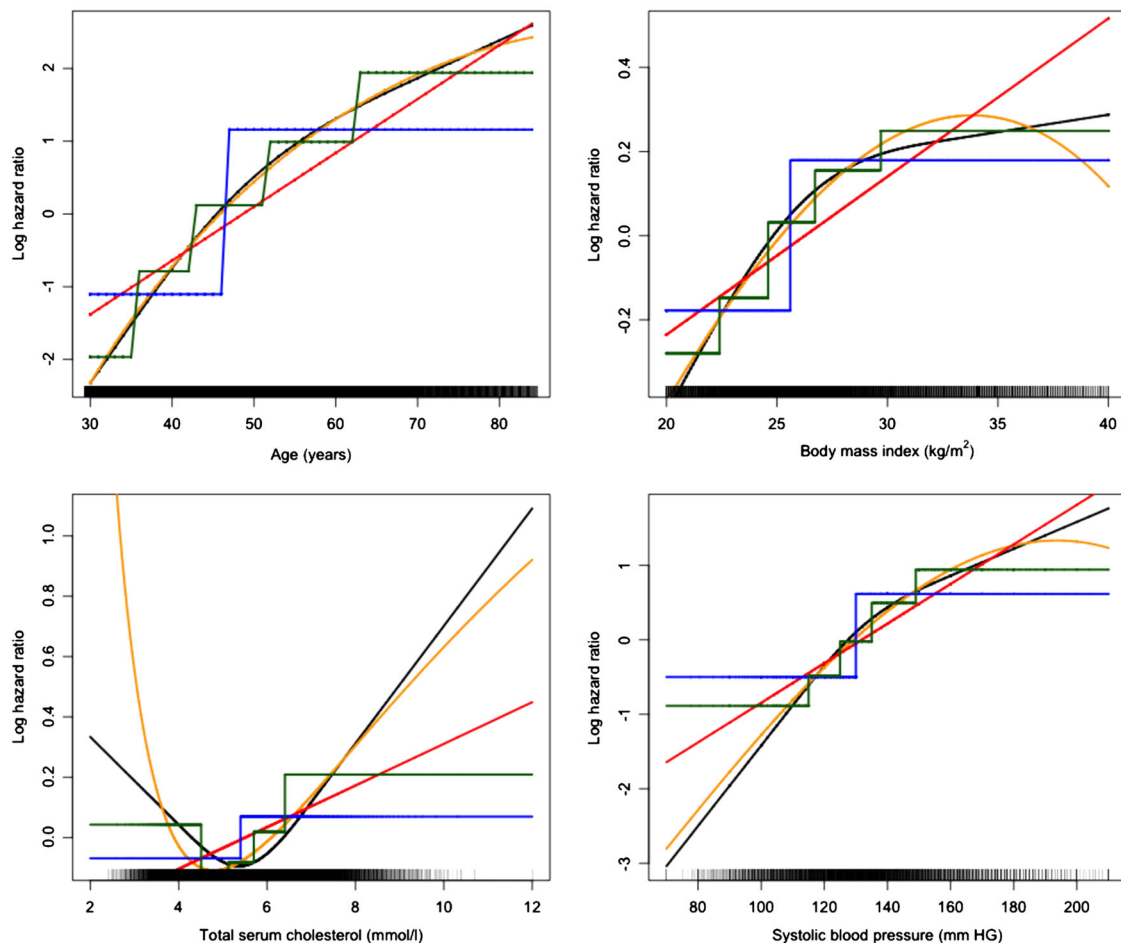 2
1
0
-1
-2
Log hazard ratio
30 40 50 60 70 80
Age (years)
0.4
0.2
0.0
-0.2
Log hazard ratio
20 25 30 35 40
Body mass index (kg/m²)
1.0
0.8
0.6
0.4
0.2
0.0
Log hazard ratio
2 4 6 8 10 12
Total serum cholesterol (mmol/l)
1
0
-1
-2
-3
Log hazard ratio
80 100 120 140 160 180 200
Systolic blood pressure (mm HG)